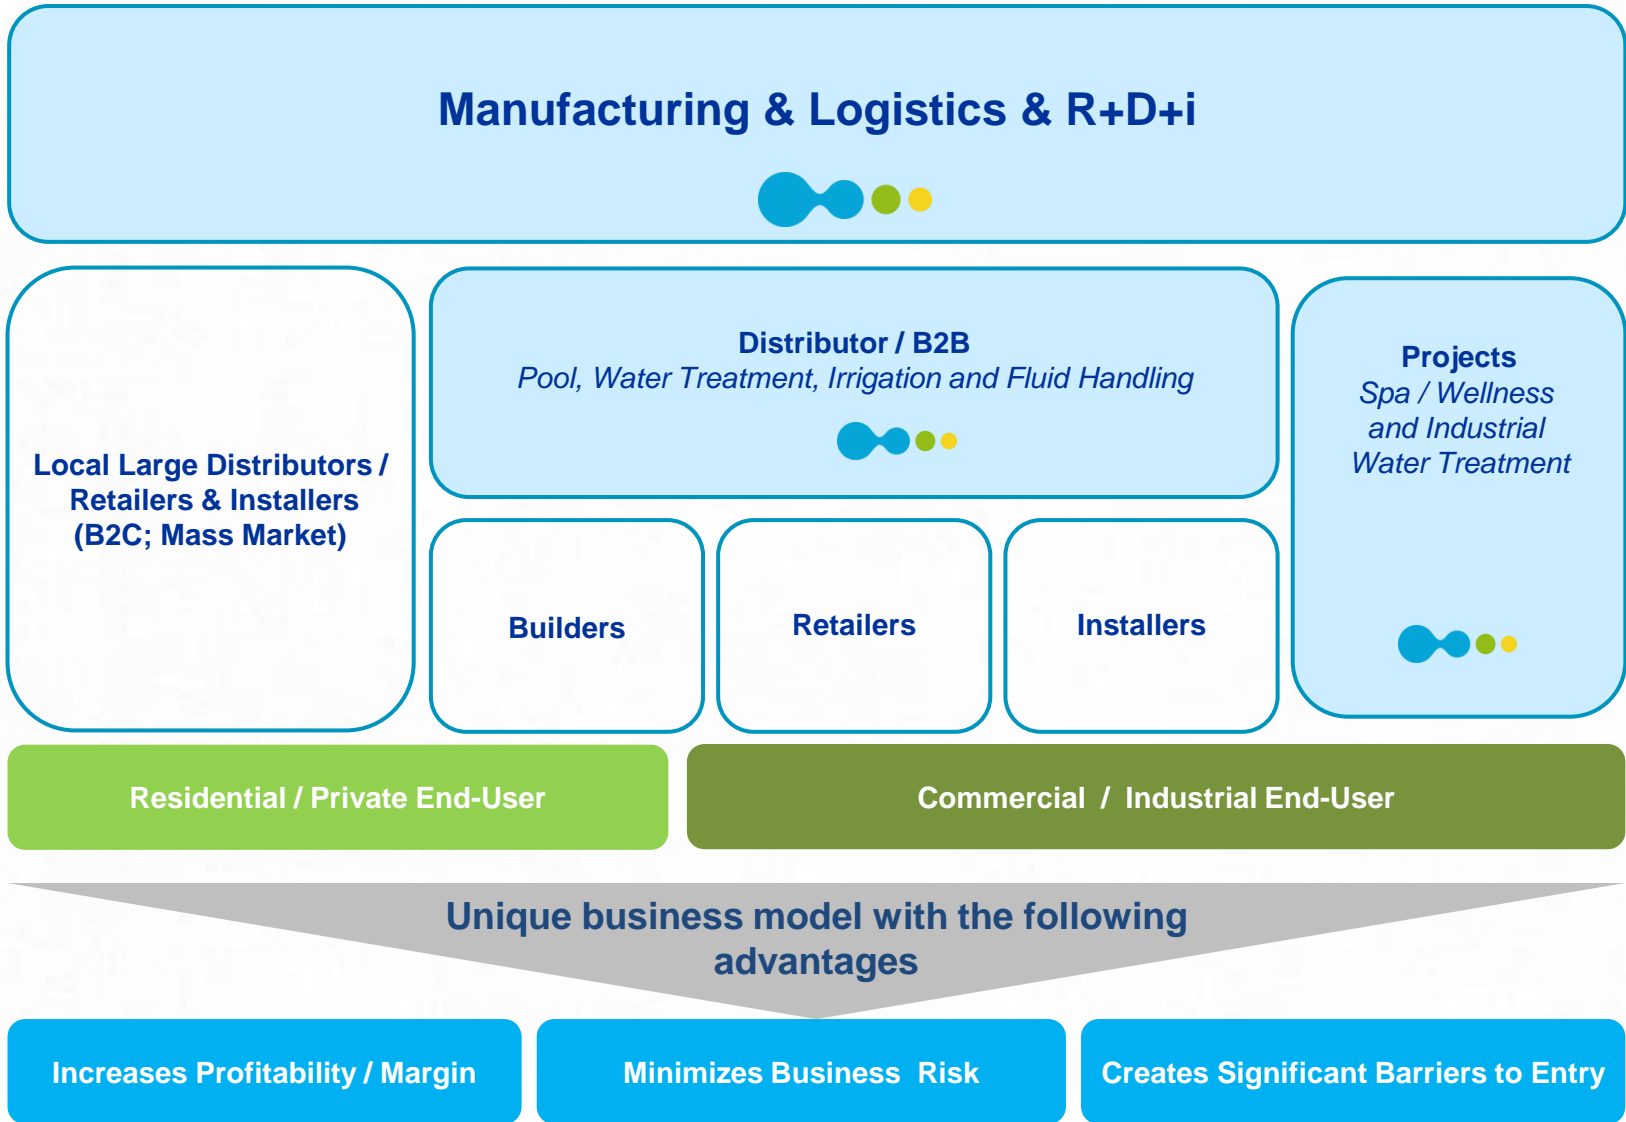 Manufacturing & Logistics & R+D+i
Distributor / B2B
Pool, Water Treatment, Irrigation and Fluid Handling
Projects
Spa / Wellness
and Industrial
Water Treatment
Local Large Distributors /
Retailers & Installers
(B2C; Mass Market)
Builders
Retailers
Installers
Residential / Private End-User
Commercial / Industrial End-User
Unique business model with the following
advantages
Increases Profitability / Margin
Minimizes Business Risk
Creates Significant Barriers to Entry